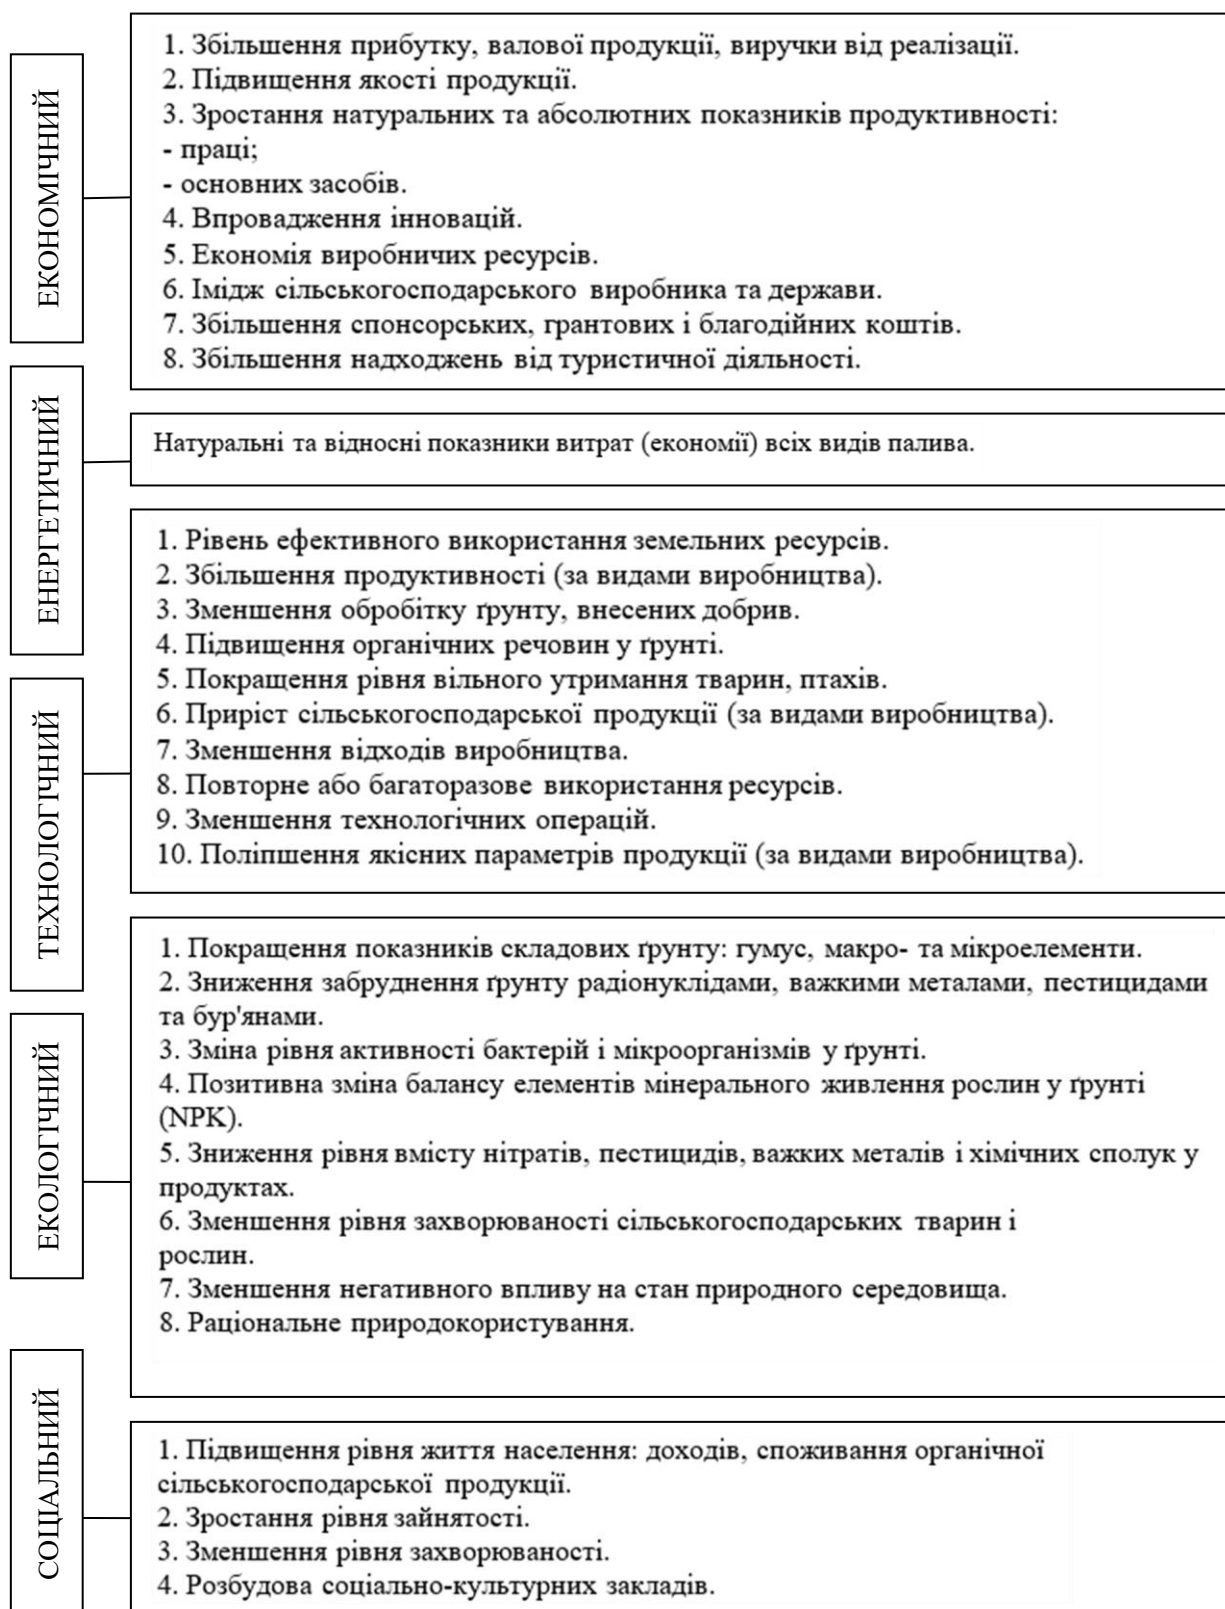 ЕКОНОМІЧНИЙ
1. Збільшення прибутку, валової продукції, виручки від реалізації.
2. Підвищення якості продукції.
3. Зростання натуральних та абсолютних показників продуктивності:
- праці;
- основних засобів.
4. Впровадження інновацій.
5. Економія виробничих ресурсів.
6. Імідж сільськогосподарського виробника та держави.
7. Збільшення спонсорських, грантових і благодійних коштів.
8. Збільшення надходжень від туристичної діяльності.
ЕНЕРГЕТИЧНИЙ
Натуральні та відносні показники витрат (економії) всіх видів палива.
ТЕХНОЛОГІЧНИЙ
1. Рівень ефективного використання земельних ресурсів.
2. Збільшення продуктивності (за видами виробництва).
3. Зменшення обробітку ґрунту, внесених добрив.
4. Підвищення органічних речовин у ґрунті.
5. Покращення рівня вільного утримання тварин, птахів.
6. Приріст сільськогосподарської продукції (за видами виробництва).
7. Зменшення відходів виробництва.
8. Повторне або багаторазове використання ресурсів.
9. Зменшення технологічних операцій.
10. Поліпшення якісних параметрів продукції (за видами виробництва).
ЕКОЛОГІЧНИЙ
1. Покращення показників складових ґрунту: гумус, макро- та мікроелементи.
2. Зниження забруднення ґрунту радіонуклідами, важкими металами, пестицидами
та бур'янами.
3. Зміна рівня активності бактерій і мікроорганізмів у ґрунті.
4. Позитивна зміна балансу елементів мінерального живлення рослин у ґрунті
(NPK).
5. Зниження рівня вмісту нітратів, пестицидів, важких металів і хімічних сполук у
продуктах.
6. Зменшення рівня захворюваності сільськогосподарських тварин і
рослин.
7. Зменшення негативного впливу на стан природного середовища.
8. Раціональне природокористування.
СОЦІАЛЬНИЙ
1. Підвищення рівня життя населення: доходів, споживання органічної
сільськогосподарської продукції.
2. Зростання рівня зайнятості.
3. Зменшення рівня захворюваності.
4. Розбудова соціально-культурних закладів.